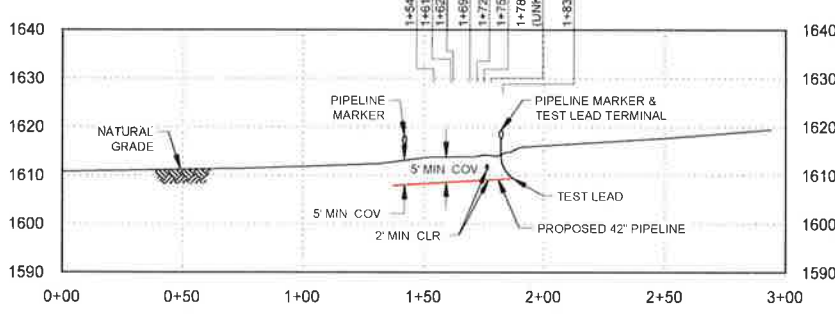 1+54
1+61
1+62
1+69
1+72
1+75
1+78
(UNK
1+83
1640
1640
1630
1630
PIPELINE
MARKER
PIPELINE MARKER &
TEST LEAD TERMINAL
1620
1620
NATURAL
GRADE
5' MIN COV
1610
1610
TEST LEAD
5' MIN COV
1600
1600
2' MIN CLR
PROPOSED 42" PIPELINE
1590
1590
0+00 0+50 1+00 1+50 2+00 2+50 3+00